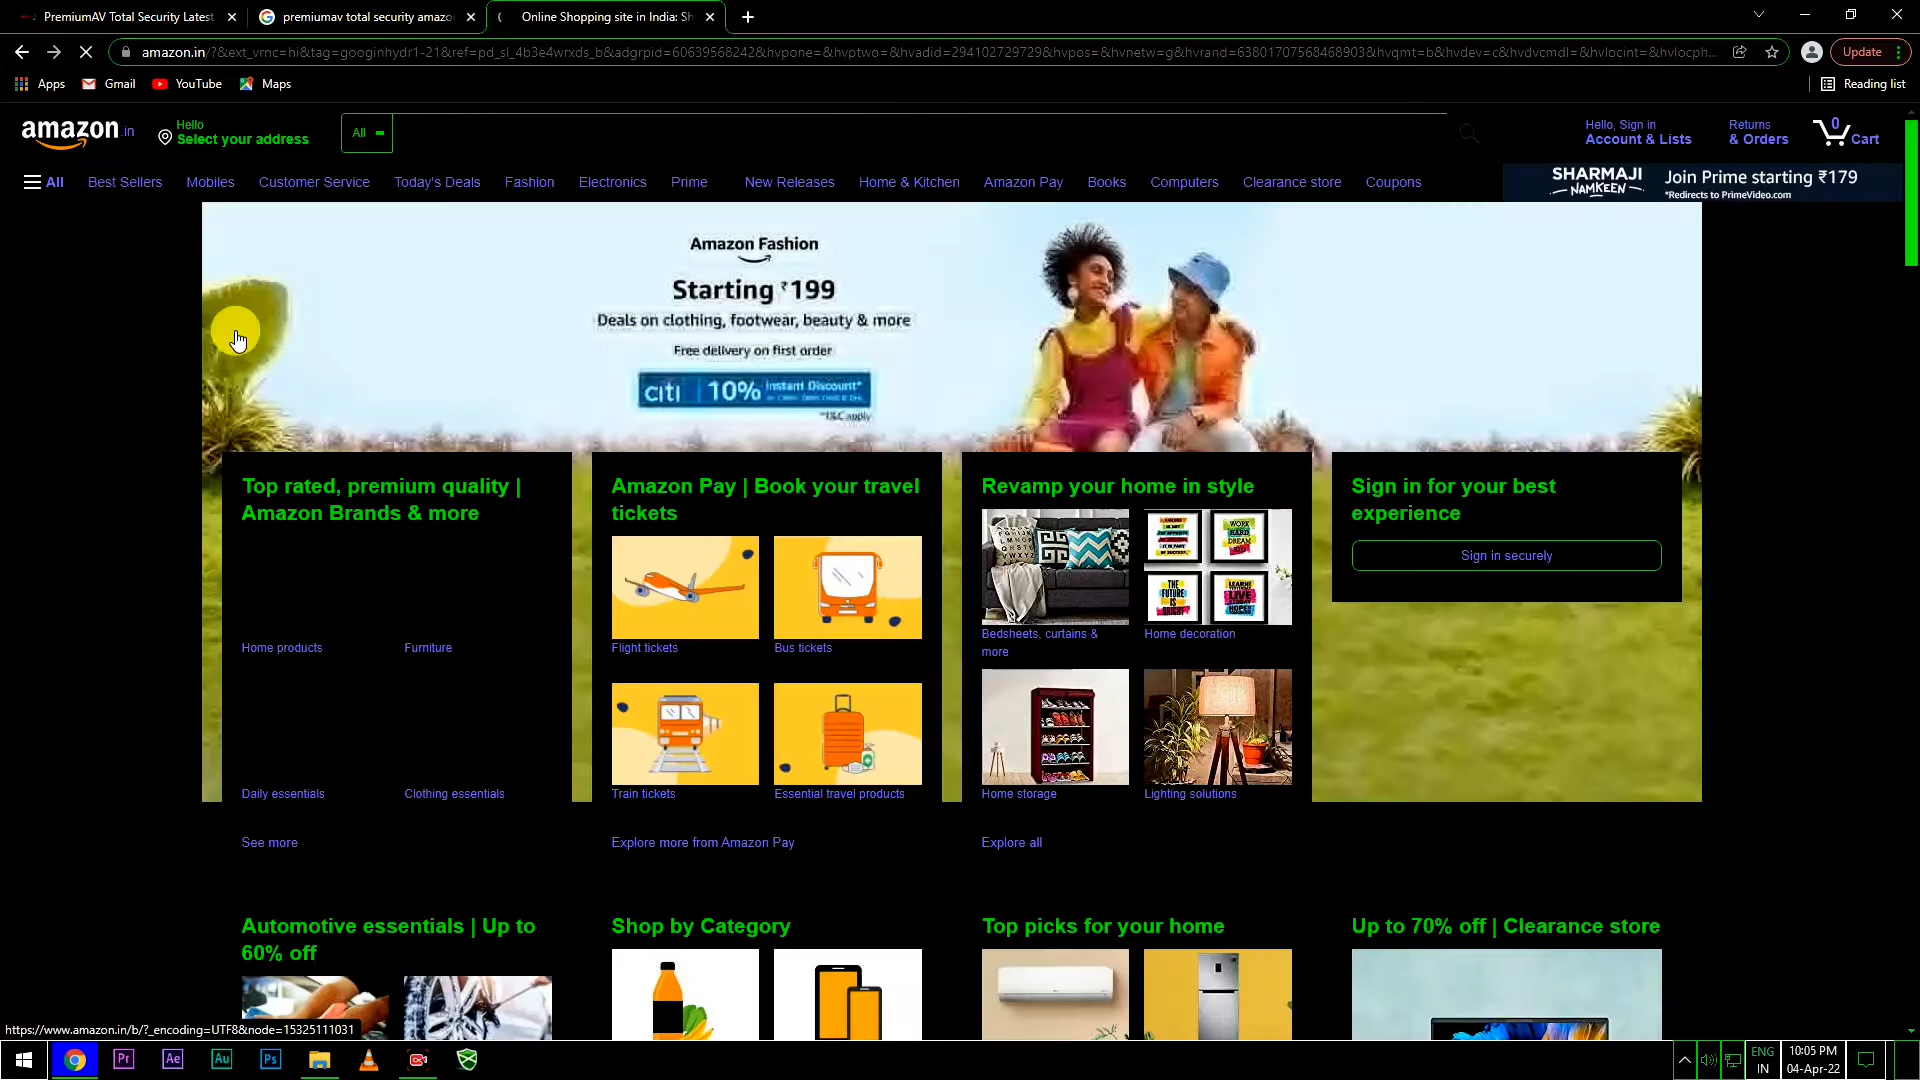 PremiumAV Total Security Latest
premiumav total security amazo
Online Shopping site in India: Sh
amazon.in/?&ext_vrnc=hi&tag=googinhydr1-21&ref=pd_sl_4b3e4wrxds_b&adgrpid=60639568242&hvpone=&hvptwo=&hvadid=294102729729&hvpos=&hvnetw=g&hvrand=6380170756846890​3&hvqmt=b&hvdev=c&hvdvcmdl=&hvlocint=&hvlocph...
Update
Apps
Gmail
YouTube
Maps
Reading list
amazon.in
Hello
Select your address
All
Hello, Sign in
Account & Lists
Returns
& Orders
0
Cart
All
Best Sellers
Mobiles
Customer Service
Today's Deals
Fashion
Electronics
Prime
New Releases
Home & Kitchen
Amazon Pay
Books
Computers
Clearance store
Coupons
SHARMAJI
NAMKEEN
Join Prime starting ₹179
*Redirects to PrimeVideo.com
Amazon Fashion
Starting ₹199
Deals on clothing, footwear, beauty & more
Free delivery on first order
citi
10%
Instant Discount*
*T&C apply
Top rated, premium quality |
Amazon Brands & more
Home products
Furniture
Daily essentials
Clothing essentials
See more
Amazon Pay | Book your travel
tickets
Flight tickets
Bus tickets
Train tickets
Essential travel products
Explore more from Amazon Pay
Revamp your home in style
Bedsheets, curtains &
more
Home decoration
THE
FUTURE
IS
BRIGHT
Home storage
Lighting solutions
Explore all
Sign in for your best
experience
Sign in securely
Automotive essentials | Up to
60% off
Shop by Category
Top picks for your home
Up to 70% off | Clearance store
https://www.amazon.in/b/?_encoding=UTF8&node=15325111031
Pr
Ae
Au
Ps
ENG
IN
10:05 PM
04-Apr-22